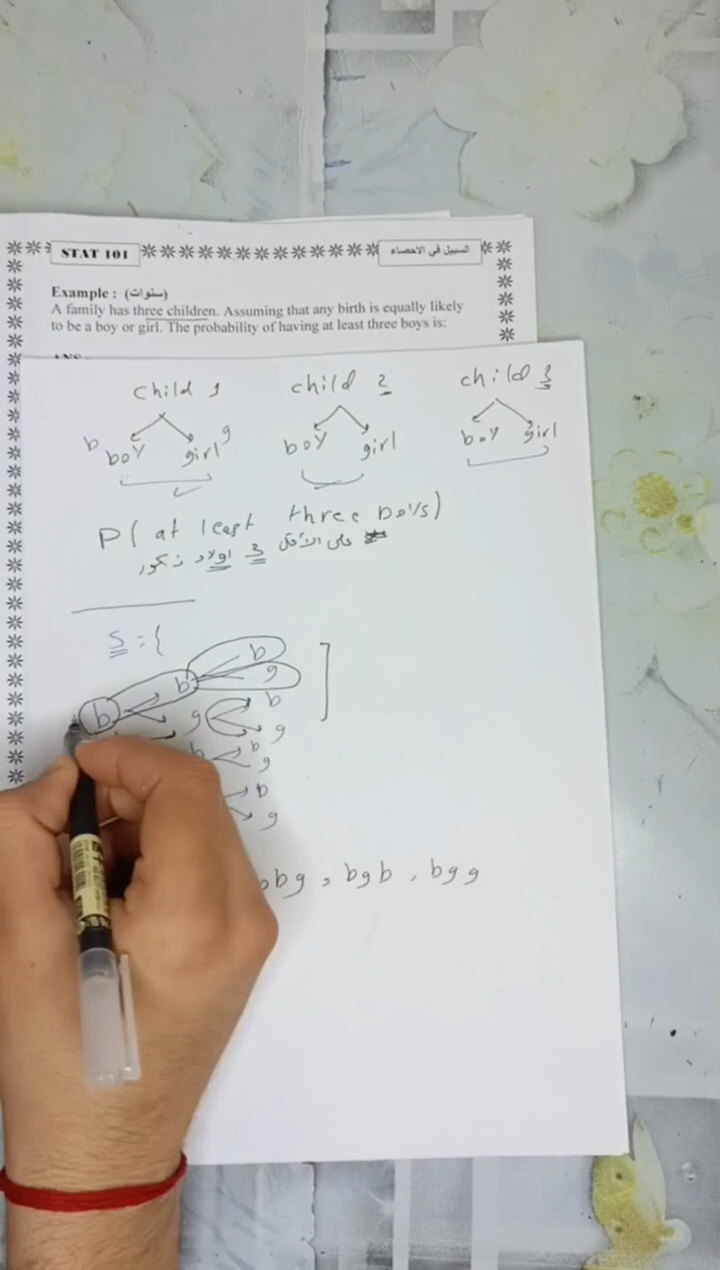 STAT 101 السبيل في الاحصاء
Example : (سنوات)
A family has three children. Assuming that any birth is equally likely
to be a boy or girl. The probability of having at least three boys is:
child 1 child 2 child 3
b boy girl g boy girl boy girl
P( at least three boys)
على الأقل 3 اولاد ذكور
S = {
b
b g
b g b
g
b b
g
b
g
bg , bgb , bgg